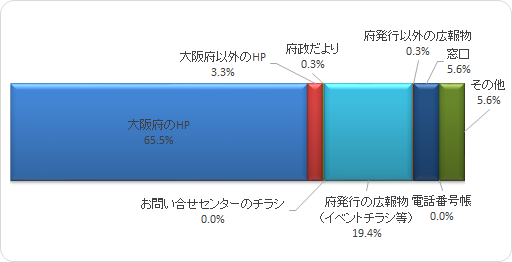 府発行以外の広報物
0.3%
府政だより
0.3%
大阪府以外のHP
3.3%
窓口
5.6%
その他
5.6%
大阪府のHP
65.5%
お問い合せセンターのチラシ
0.0%
府発行の広報物
（イベントチラシ等）
19.4%
電話番号帳
0.0%